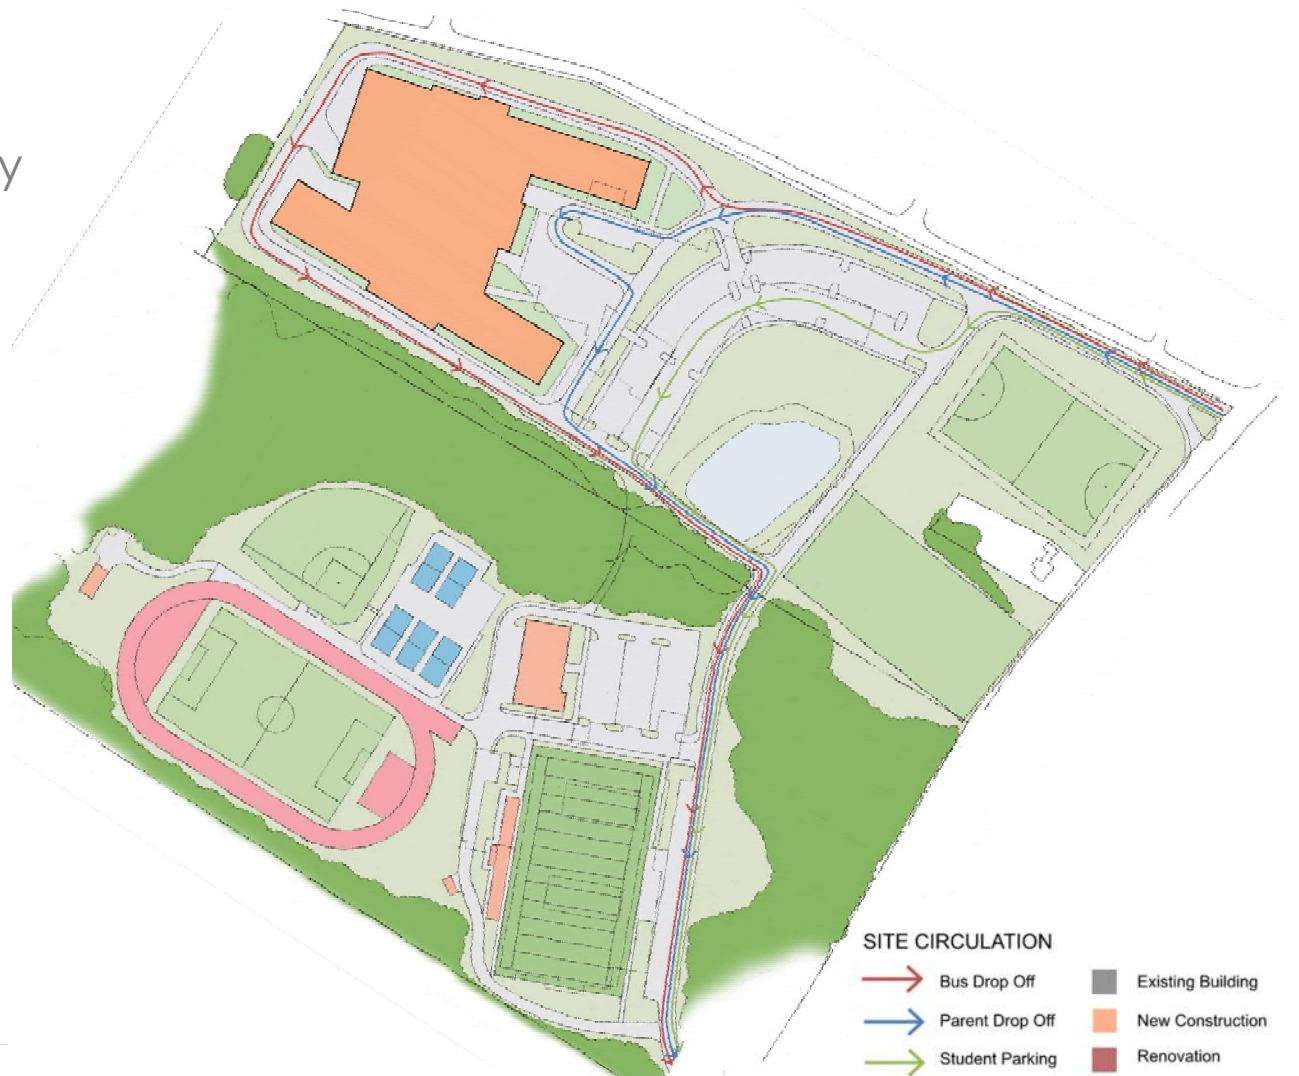 y
SITE CIRCULATION
Bus Drop Off
Existing Building
Parent Drop Off
New Construction
Student Parking
Renovation